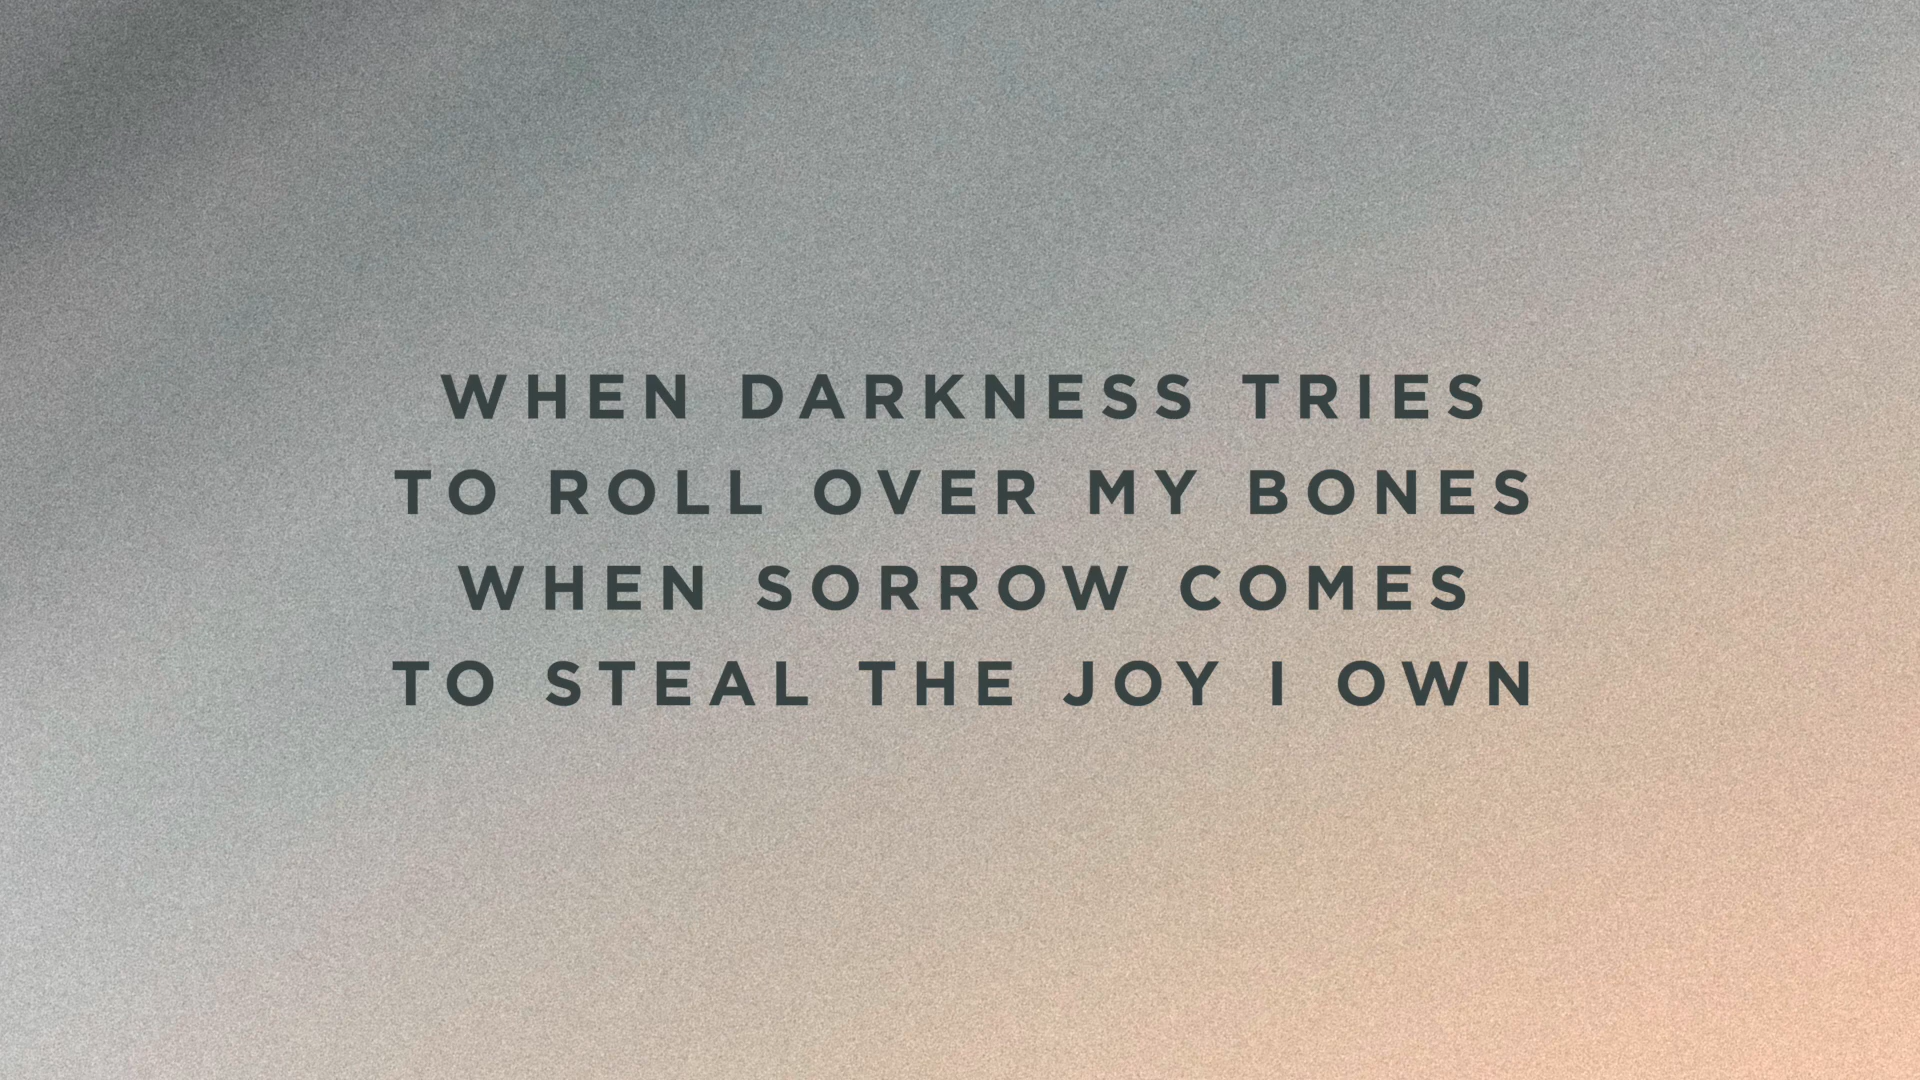 WHEN DARKNESS TRIES
TO ROLL OVER MY BONES
WHEN SORROW COMES
TO STEAL THE JOY I OWN